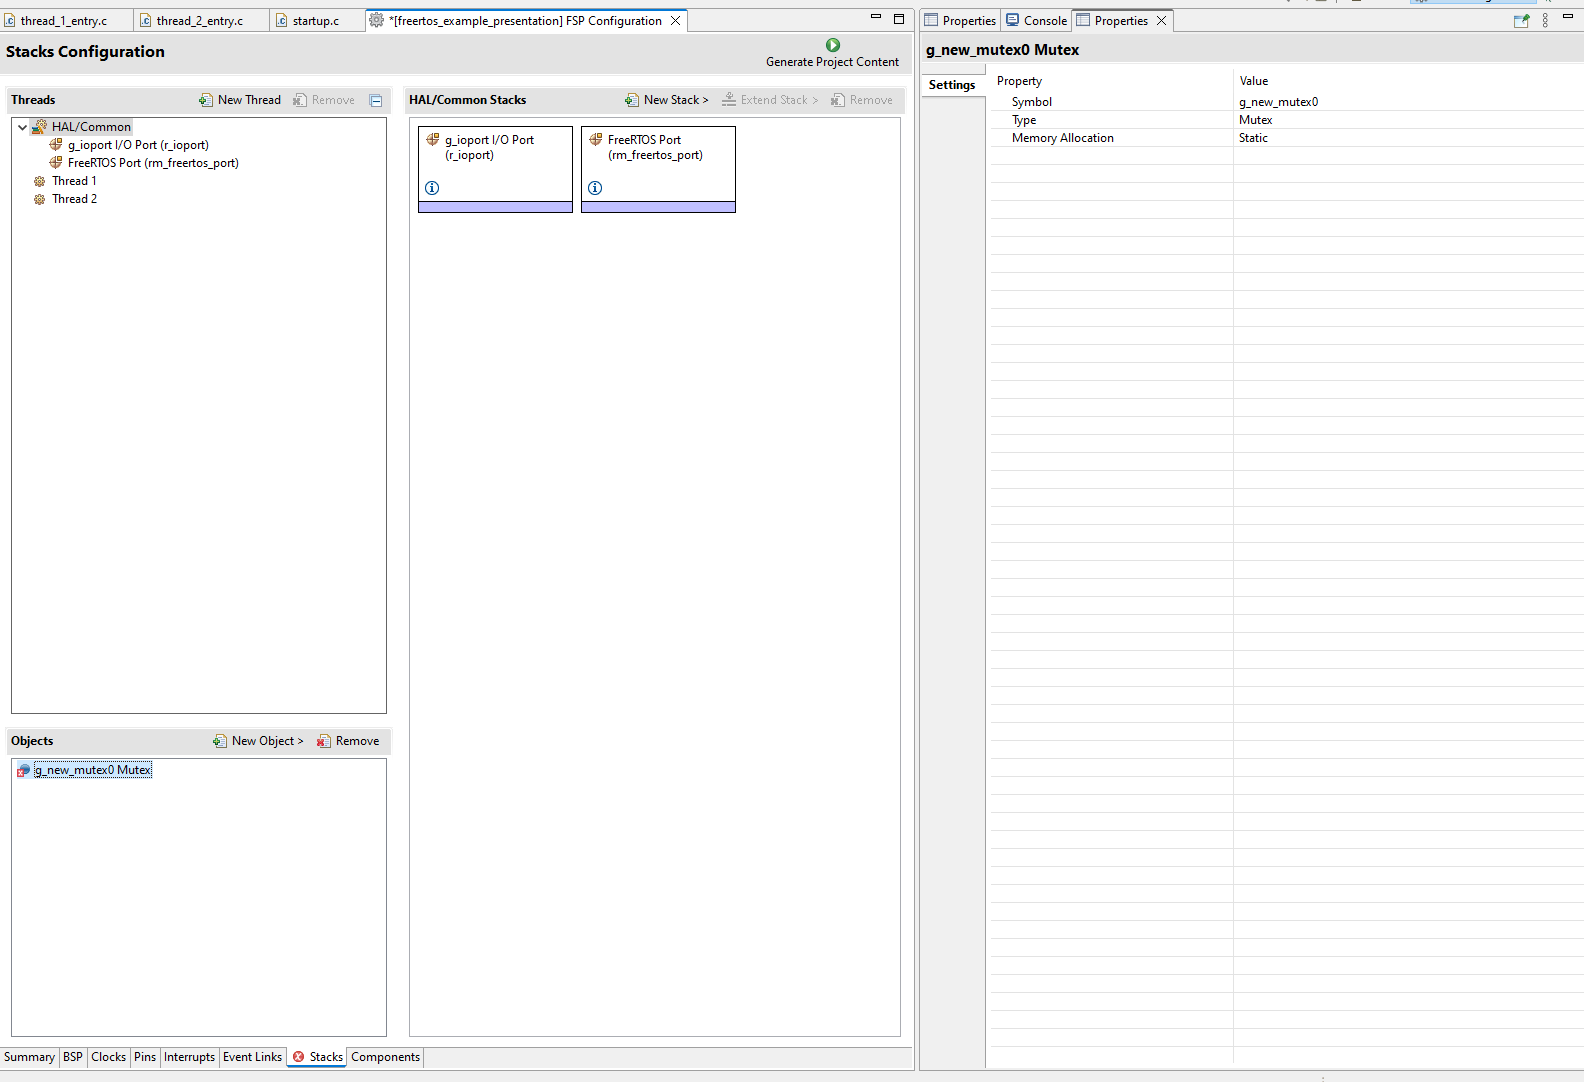 thread_1_entry.c
thread_2_entry.c
startup.c
*[freertos_example_presentation] FSP Configuration
Stacks Configuration
Generate Project Content
Threads
New Thread
Remove
HAL/Common
g_ioport I/O Port (r_ioport)
FreeRTOS Port (rm_freertos_port)
Thread 1
Thread 2
HAL/Common Stacks
New Stack >
Extend Stack >
Remove
g_ioport I/O Port
(r_ioport)
FreeRTOS Port
(rm_freertos_port)
Objects
New Object >
Remove
g_new_mutex0 Mutex
Summary
BSP
Clocks
Pins
Interrupts
Event Links
Stacks
Components
Properties
Console
Properties
g_new_mutex0 Mutex
Settings
Property Value
Symbol g_new_mutex0
Type Mutex
Memory Allocation Static